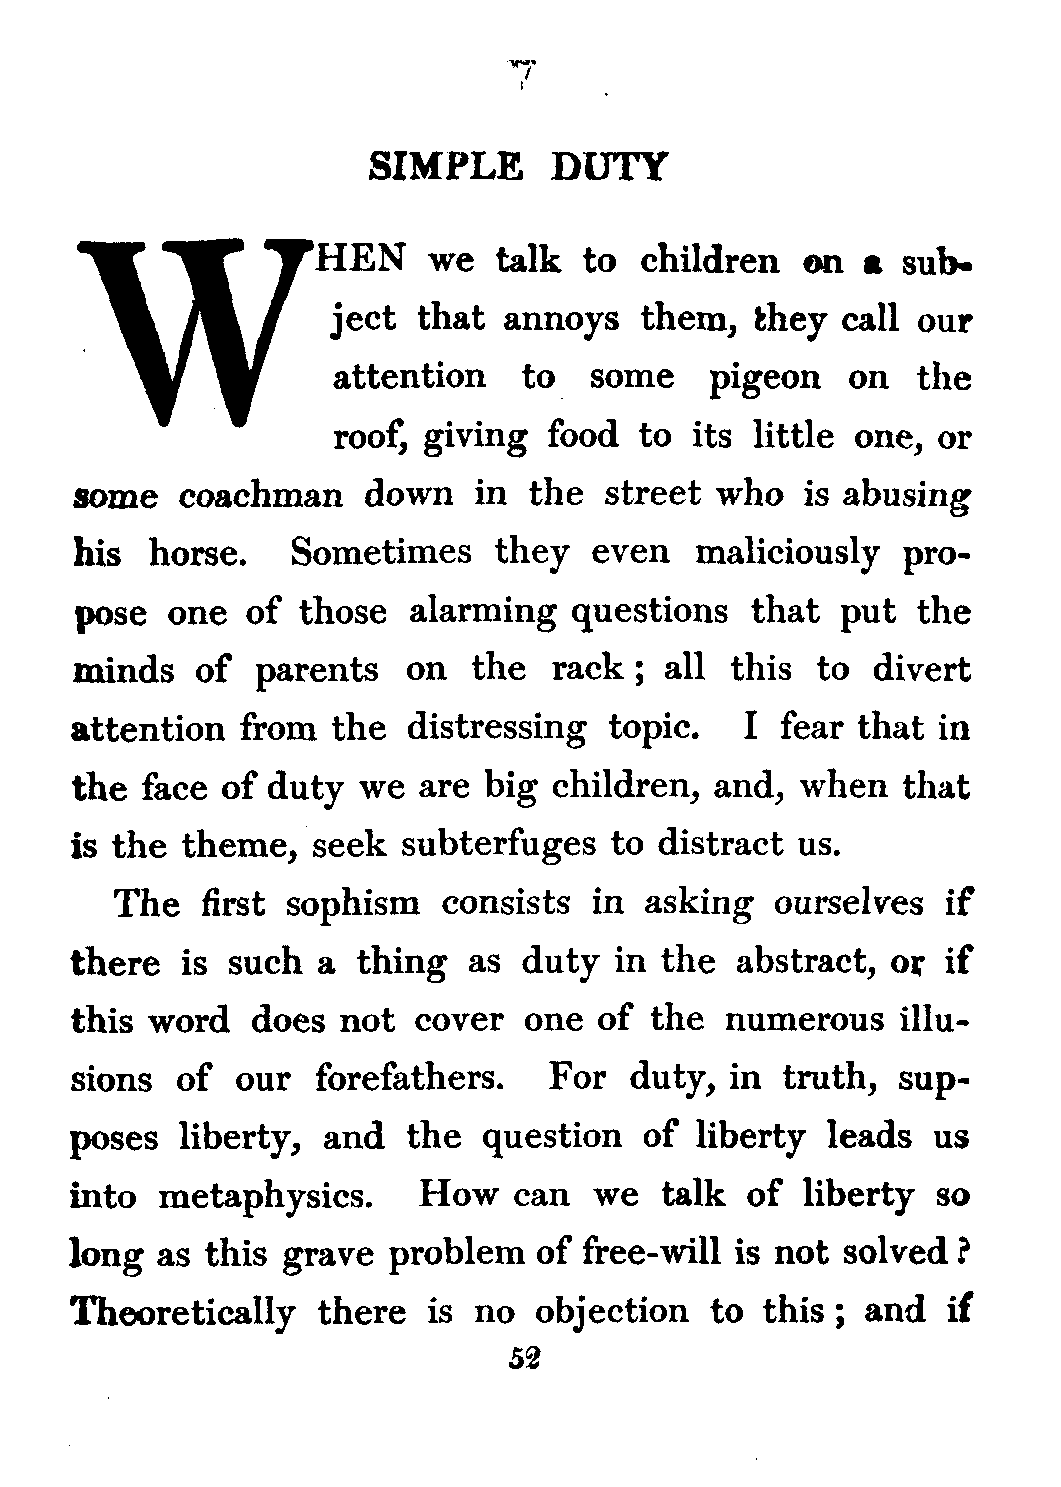 SIMPLE DUTY
WHEN we talk to children on a sub-
ject that annoys them, they call our
attention to some pigeon on the
roof, giving food to its little one, or
some coachman down in the street who is abusing
his horse. Sometimes they even maliciously pro-
pose one of those alarming questions that put the
minds of parents on the rack ; all this to divert
attention from the distressing topic. I fear that in
the face of duty we are big children, and, when that
is the theme, seek subterfuges to distract us.
The first sophism consists in asking ourselves if
there is such a thing as duty in the abstract, or if
this word does not cover one of the numerous illu-
sions of our forefathers. For duty, in truth, sup-
poses liberty, and the question of liberty leads us
into metaphysics. How can we talk of liberty so
long as this grave problem of free-will is not solved ?
Theoretically there is no objection to this ; and if
52